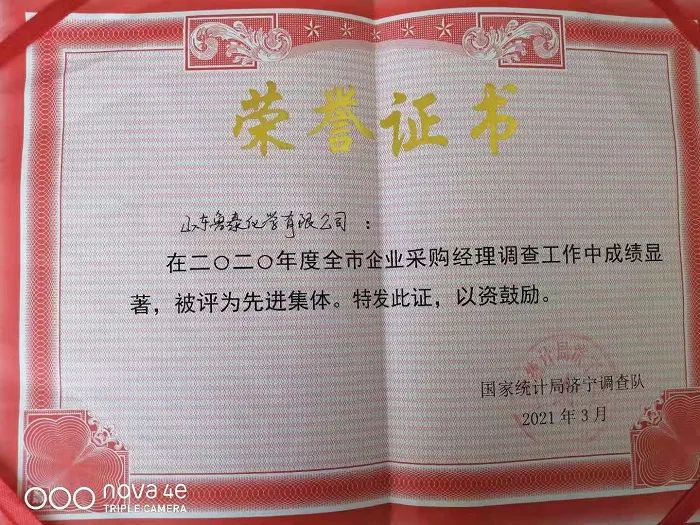 荣誉证书
山东鲁泰化学有限公司：
在二〇二〇年度全市企业采购经理调查工作中成绩显
著，被评为先进集体。特发此证，以资鼓励。
国家统计局济宁调查队
2021年3月
nova 4e
TRIPLE CAMERA